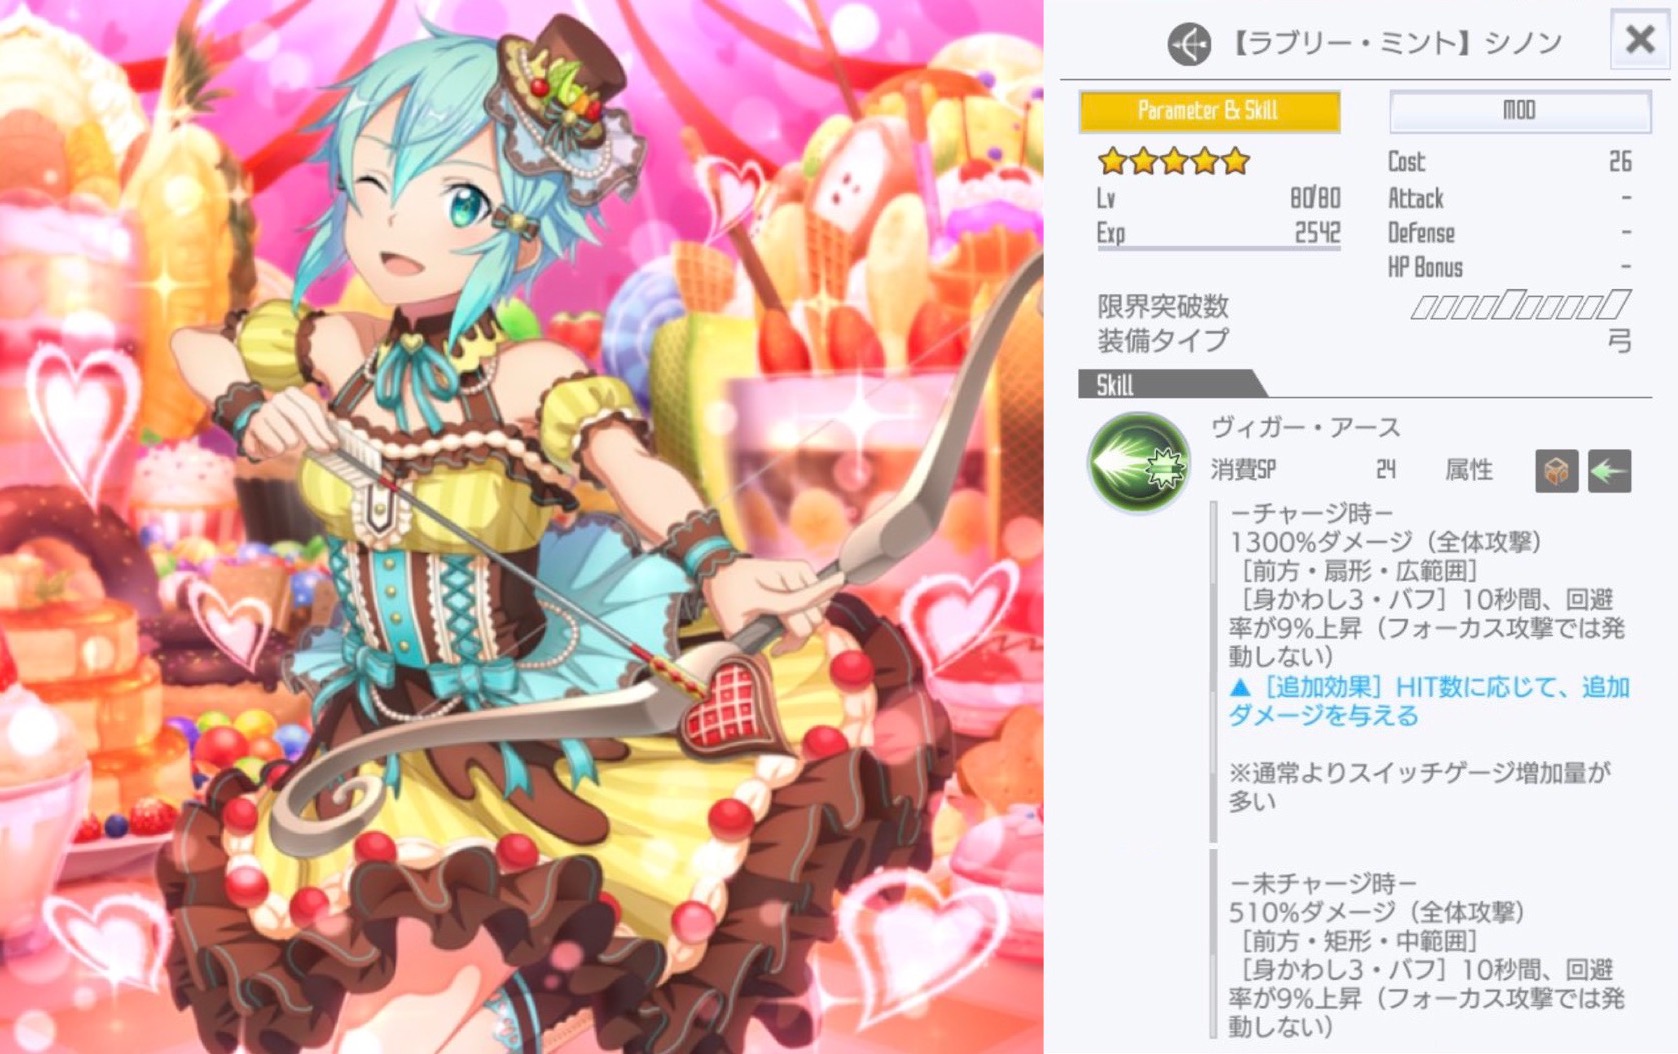 【ラブリー・ミント】シノン
Parameter & Skill
MOD
Lv 80/80
Exp 2542
Cost 26
Attack -
Defense -
HP Bonus -
限界突破数
装備タイプ 弓
Skill
ヴィガー・アース
消費SP 24 属性
－チャージ時－
1300%ダメージ（全体攻撃）
［前方・扇形・広範囲］
［身かわし3・バフ］10秒間、回避
率が9%上昇（フォーカス攻撃では発
動しない）
▲［追加効果］HIT数に応じて、追加
ダメージを与える
※通常よりスイッチゲージ増加量が
多い
－未チャージ時－
510%ダメージ（全体攻撃）
［前方・矩形・中範囲］
［身かわし3・バフ］10秒間、回避
率が9%上昇（フォーカス攻撃では発
動しない）